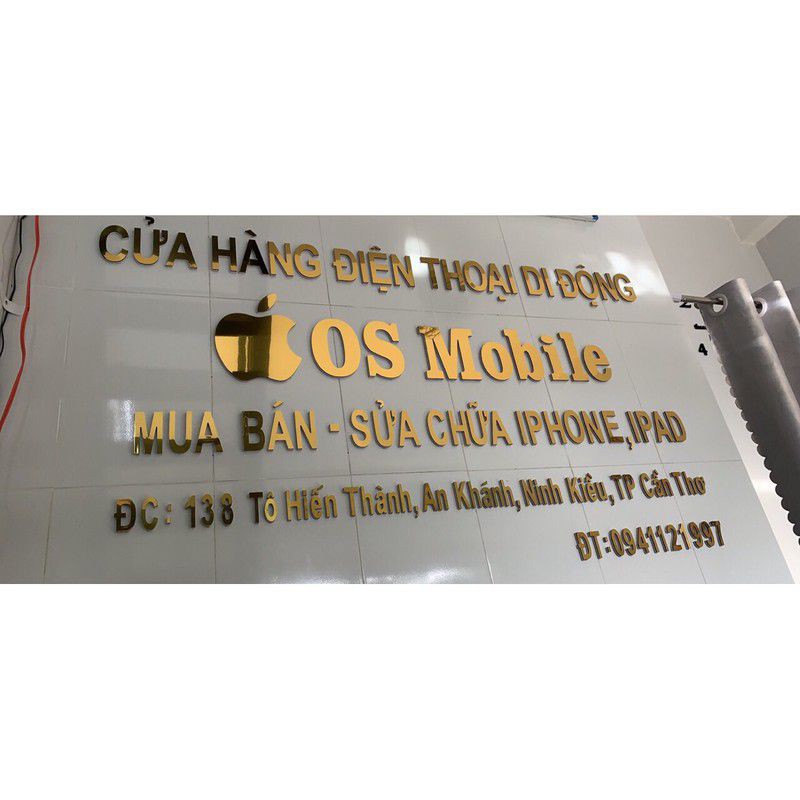 CỬA HÀNG ĐIỆN THOẠI DI ĐỘNG
OS Mobile
MUA BÁN - SỬA CHỮA IPHONE,IPAD
ĐC: 138 Tô Hiến Thành, An Khánh, Ninh Kiều, TP Cần Thơ
ĐT:0941121997